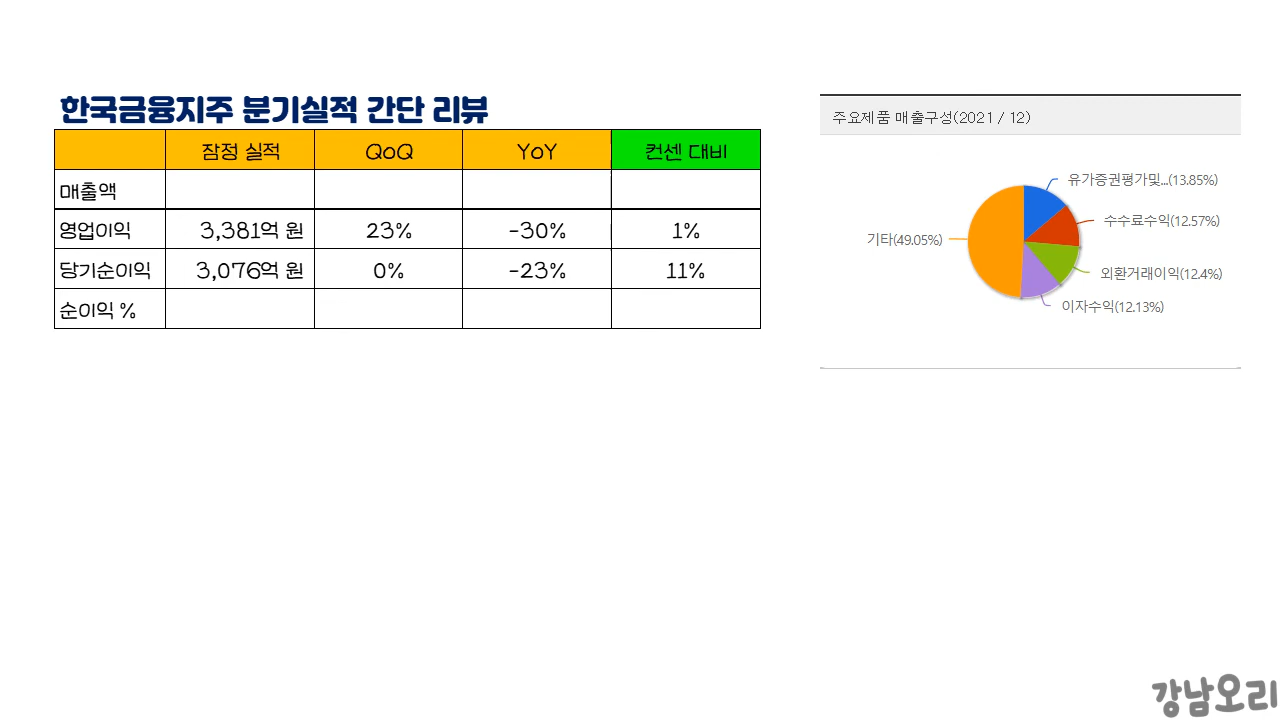 한국금융지주 분기실적 간단 리뷰
잠정 실적 QoQ YoY 컨센 대비
매출액
영업이익 3,381억 원 23% -30% 1%
당기순이익 3,076억 원 0% -23% 11%
순이익 %
주요제품 매출구성(2021 / 12)
유가증권평가및...(13.85%)
수수료수익(12.57%)
기타(49.05%)
외환거래이익(12.4%)
이자수익(12.13%)
강남오리